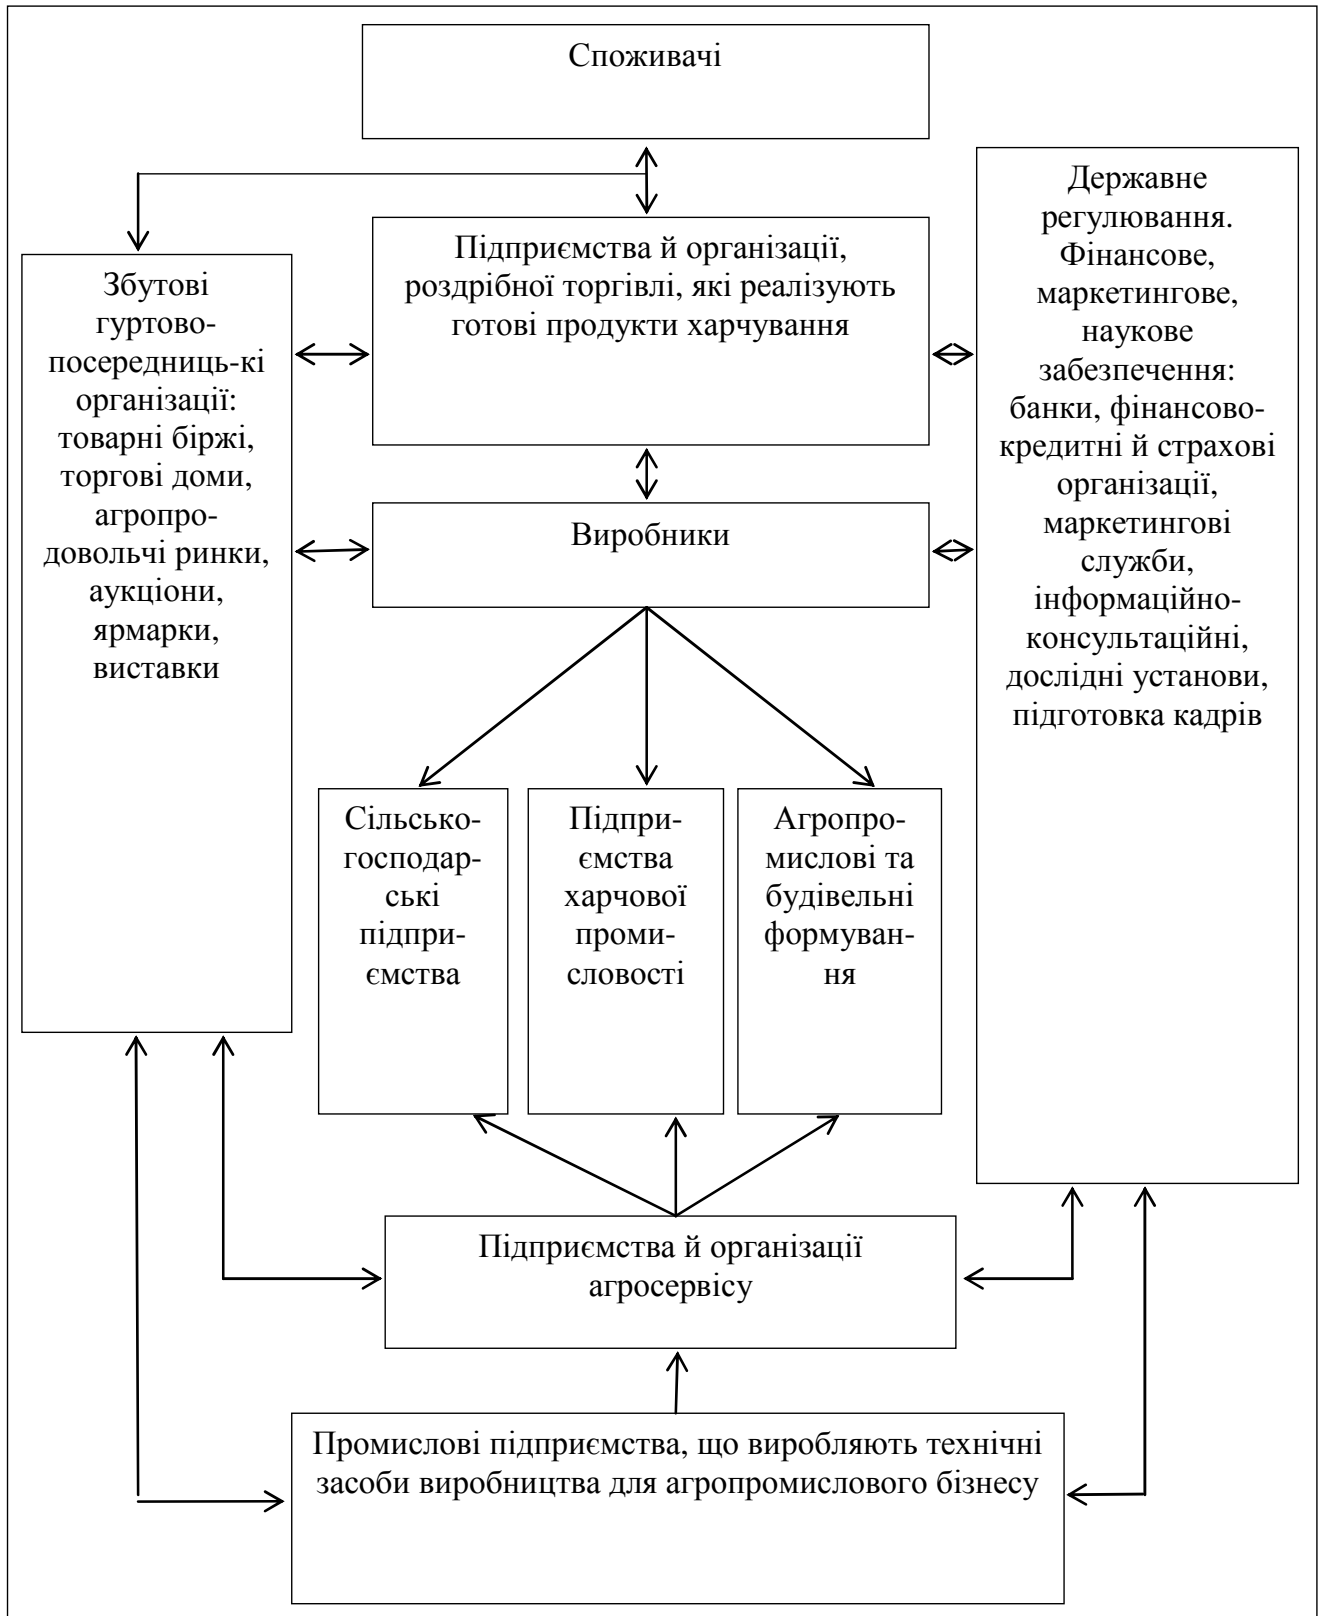 Споживачі
Державне
регулювання.
Фінансове,
маркетингове,
наукове
забезпечення:
банки, фінансово-
кредитні й страхові
організації,
маркетингові
служби,
інформаційно-
консультаційні,
дослідні установи,
підготовка кадрів
Підприємства й організації,
роздрібної торгівлі, які реалізують
готові продукти харчування
Збутові
гуртово-
посередниць-кі
організації:
товарні біржі,
торгові доми,
агропро-
довольчі ринки,
аукціони,
ярмарки,
виставки
Виробники
Сільсько-
господар-
ські
підпри-
ємства
Підпри-
ємства
харчової
проми-
словості
Агропро-
мислові та
будівельні
формуван-
ня
Підприємства й організації
агросервісу
Промислові підприємства, що виробляють технічні
засоби виробництва для агропромислового бізнесу